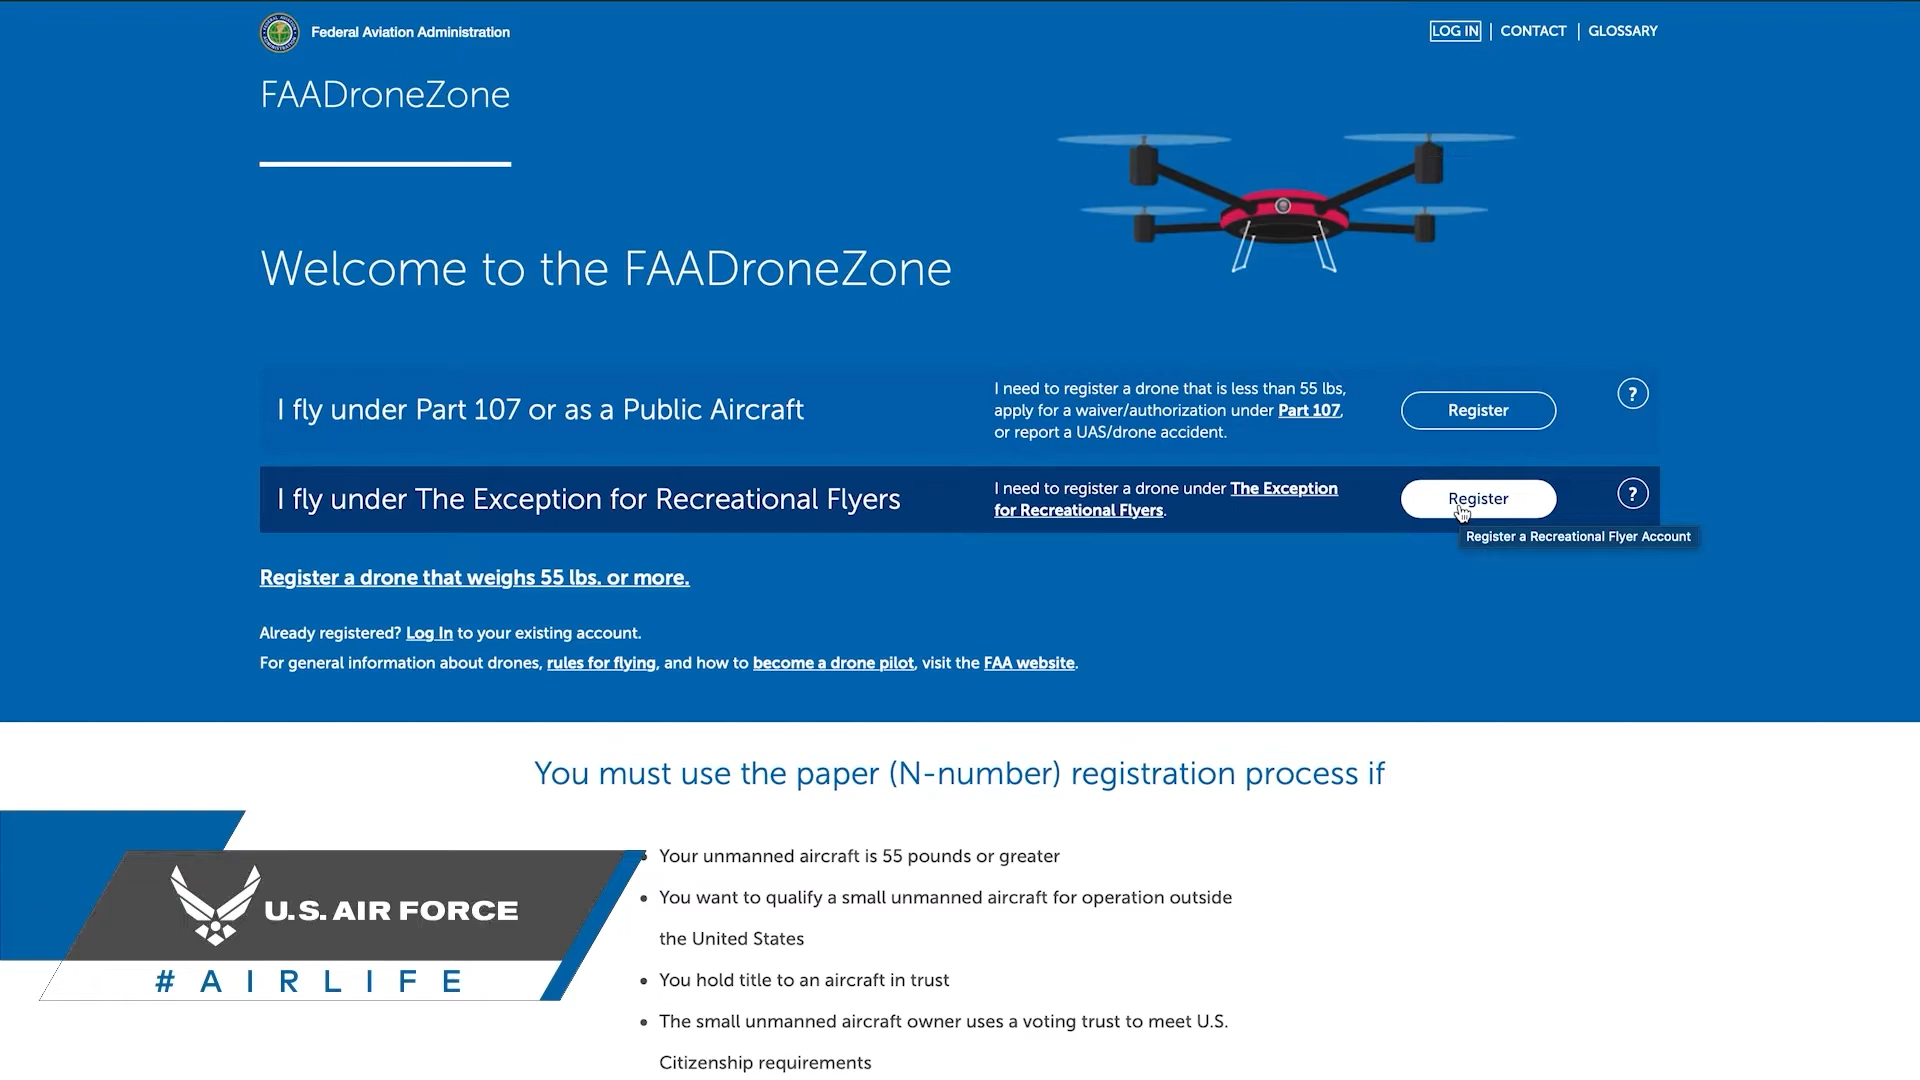 Federal Aviation Administration
LOG IN | CONTACT | GLOSSARY
FAADroneZone
Welcome to the FAADroneZone
I fly under Part 107 or as a Public Aircraft
I need to register a drone that is less than 55 lbs,
apply for a waiver/authorization under Part 107,
or report a UAS/drone accident.
Register
?
I fly under The Exception for Recreational Flyers
I need to register a drone under The Exception
for Recreational Flyers.
Register
?
Register a Recreational Flyer Account
Register a drone that weighs 55 lbs. or more.
Already registered? Log In to your existing account.
For general information about drones, rules for flying, and how to become a drone pilot, visit the FAA website.
You must use the paper (N-number) registration process if
• Your unmanned aircraft is 55 pounds or greater
• You want to qualify a small unmanned aircraft for operation outside
the United States
• You hold title to an aircraft in trust
• The small unmanned aircraft owner uses a voting trust to meet U.S.
Citizenship requirements
U.S. AIR FORCE
#AIRLIFE